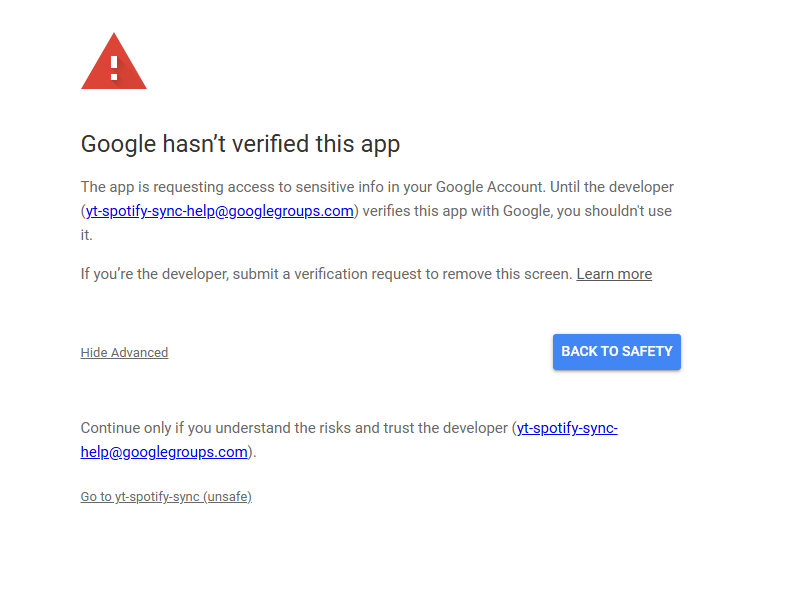 Google hasn’t verified this app
The app is requesting access to sensitive info in your Google Account. Until the developer
(yt-spotify-sync-help@googlegroups.com) verifies this app with Google, you shouldn't use
it.
If you’re the developer, submit a verification request to remove this screen. Learn more
Hide Advanced
BACK TO SAFETY
Continue only if you understand the risks and trust the developer (yt-spotify-sync-
help@googlegroups.com).
Go to yt-spotify-sync (unsafe)